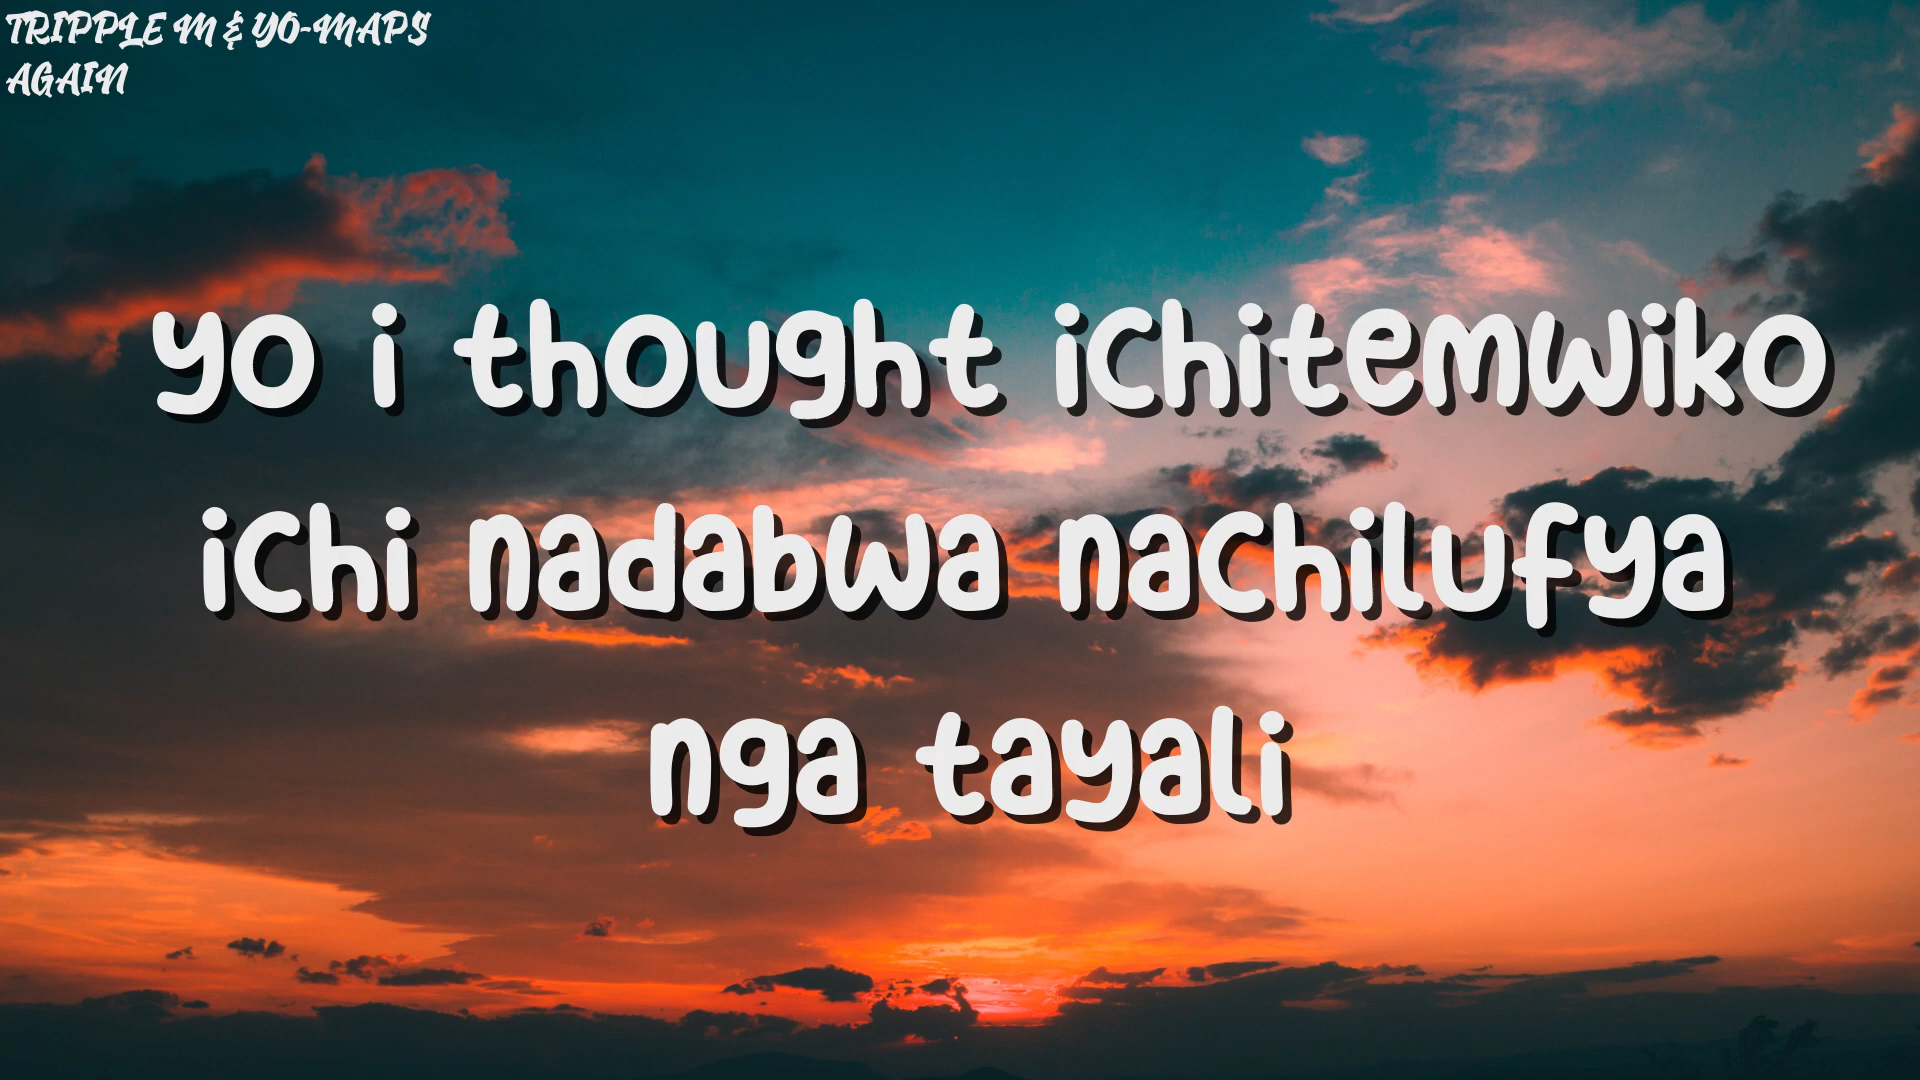 TRIPPLE M & YO-MAPS
AGAIN
yo i thought ichitemwiko
ichi nadabwa nachilufya
nga tayali